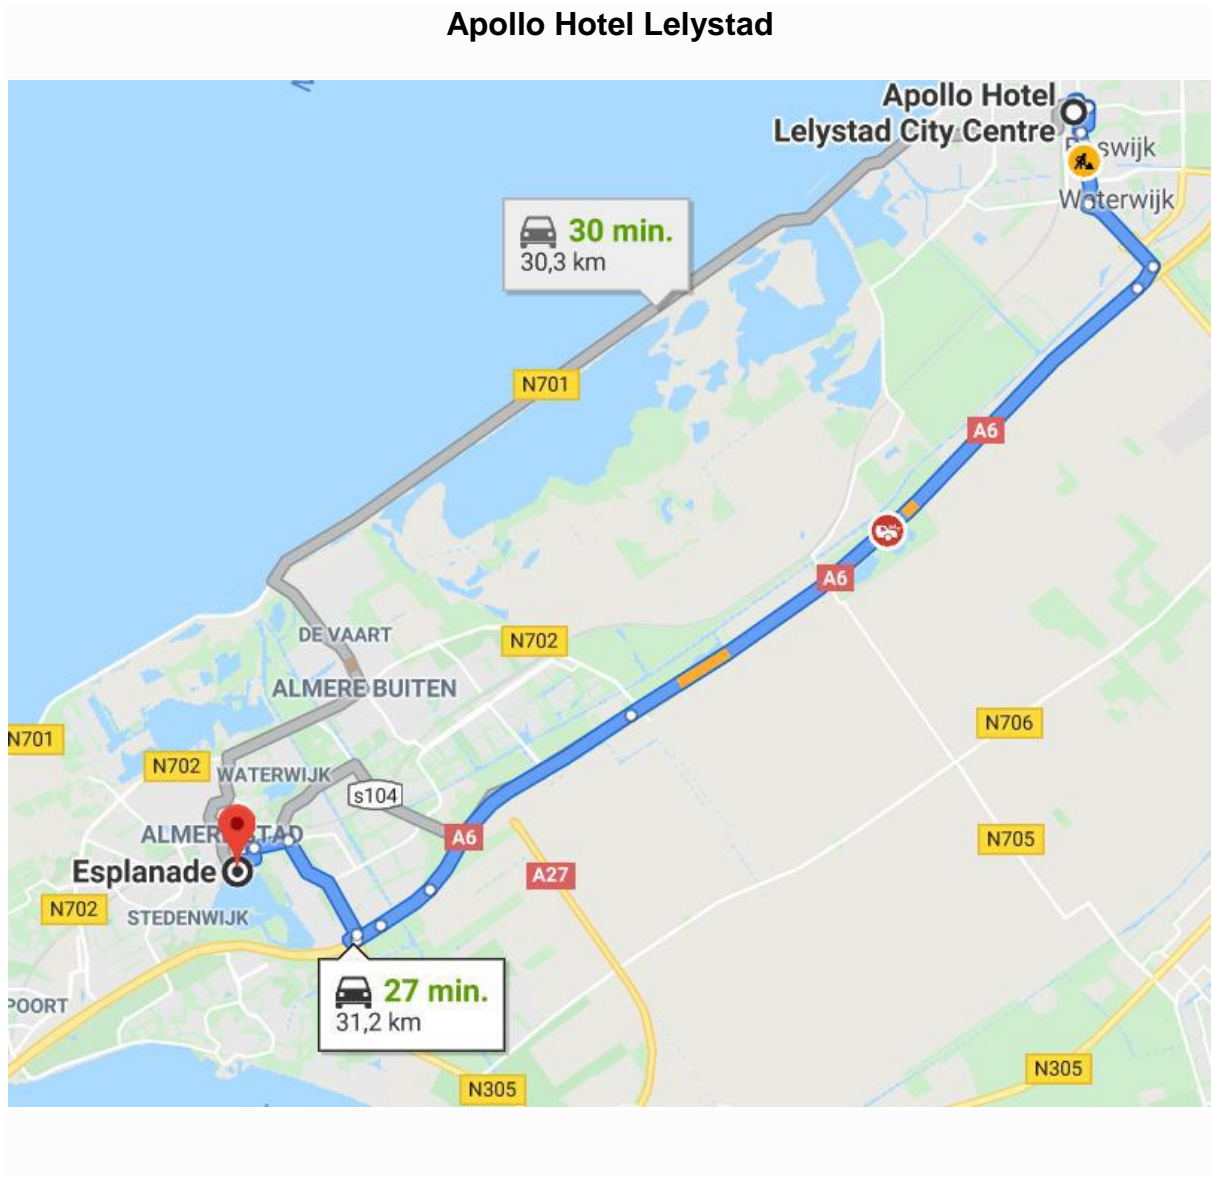 Apollo Hotel Lelystad
Apollo Hotel
Lelystad City Centre
swijk
Waterwijk
30 min.
30,3 km
N701
A6
A6
DE VAART
N702
ALMERE BUITEN
N701
N702
WATERWIJK
s104
N706
ALMERE STAD
A6
N705
Esplanade
A27
N702
STEDENWIJK
27 min.
31,2 km
POORT
N305
N305